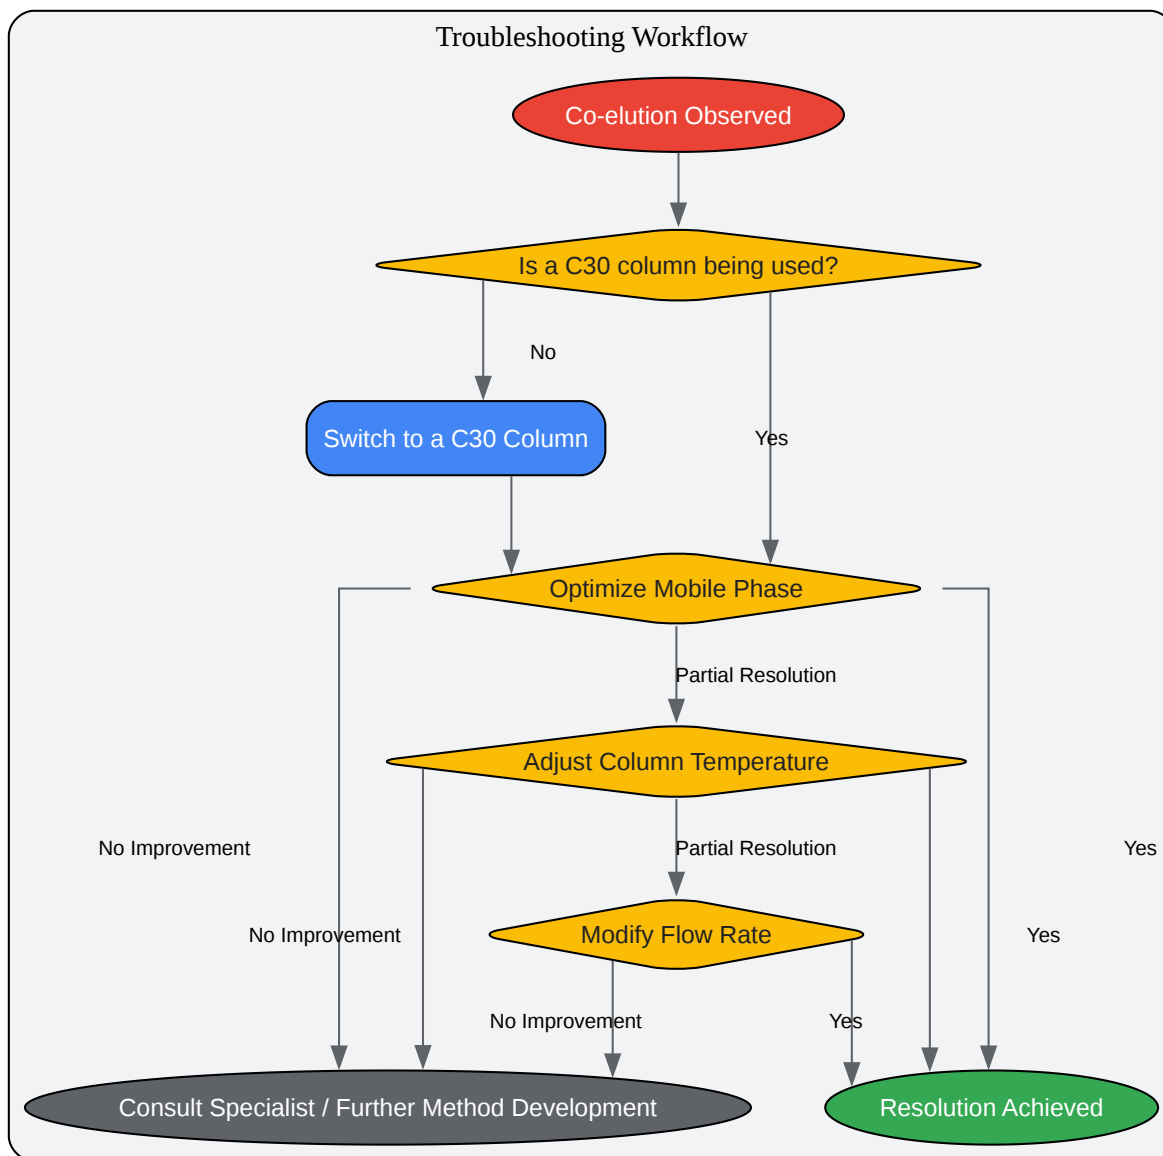 Troubleshooting Workflow
Co-elution Observed
Is a C30 column being used?
No
Switch to a C30 Column
Yes
Optimize Mobile Phase
Partial Resolution
Adjust Column Temperature
No Improvement
Partial Resolution
Yes
No Improvement
Modify Flow Rate
Yes
No Improvement
Yes
Consult Specialist / Further Method Development
Resolution Achieved